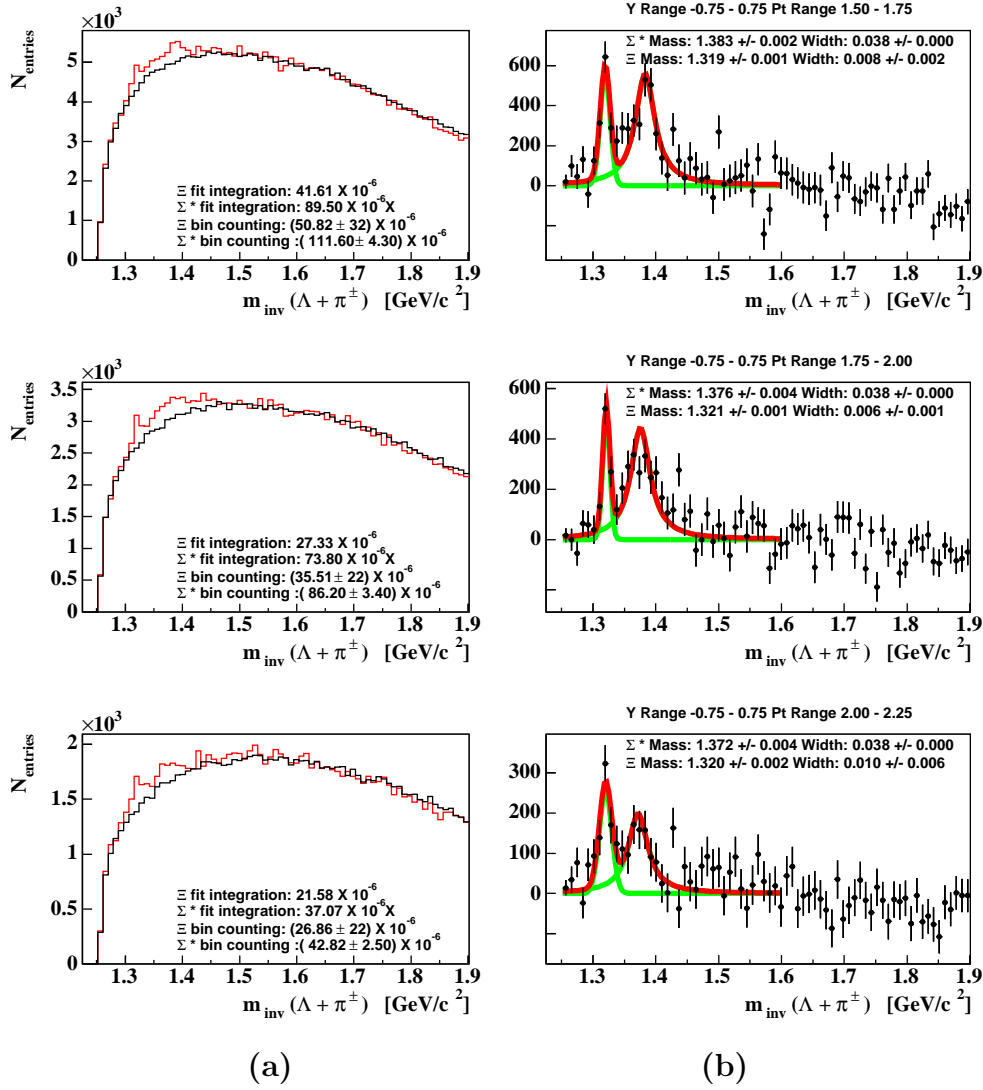 ×10³
N entries
5
4
3
2
1
0
1.3 1.4 1.5 1.6 1.7 1.8 1.9
m inv (Λ + π±) [GeV/c ²]
Ξ fit integration: 41.61 X 10⁻⁶
Σ * fit integration: 89.50 X 10⁻⁶X
Ξ bin counting: (50.82 ± 32) X 10⁻⁶
Σ * bin counting :( 111.60± 4.30) X 10⁻⁶
Y Range -0.75 - 0.75 Pt Range 1.50 - 1.75
Σ * Mass: 1.383 +/- 0.002 Width: 0.038 +/- 0.000
Ξ Mass: 1.319 +/- 0.001 Width: 0.008 +/- 0.002
600
400
200
0
1.3 1.4 1.5 1.6 1.7 1.8 1.9
m inv (Λ + π±) [GeV/c ²]
×10³
N entries
3.5
3
2.5
2
1.5
1
0.5
0
1.3 1.4 1.5 1.6 1.7 1.8 1.9
m inv (Λ + π±) [GeV/c ²]
Ξ fit integration: 27.33 X 10⁻⁶
Σ * fit integration: 73.80 X 10⁻⁶X
Ξ bin counting: (35.51± 22) X 10⁻⁶
Σ * bin counting :( 86.20 ± 3.40) X 10⁻⁶
Y Range -0.75 - 0.75 Pt Range 1.75 - 2.00
Σ * Mass: 1.376 +/- 0.004 Width: 0.038 +/- 0.000
Ξ Mass: 1.321 +/- 0.001 Width: 0.006 +/- 0.001
600
400
200
0
1.3 1.4 1.5 1.6 1.7 1.8 1.9
m inv (Λ + π±) [GeV/c ²]
×10³
N entries
2
1.5
1
0.5
0
1.3 1.4 1.5 1.6 1.7 1.8 1.9
m inv (Λ + π±) [GeV/c ²]
Ξ fit integration: 21.58 X 10⁻⁶
Σ * fit integration: 37.07 X 10⁻⁶X
Ξ bin counting: (26.86 ± 22) X 10⁻⁶
Σ * bin counting :( 42.82 ± 2.50) X 10⁻⁶
Y Range -0.75 - 0.75 Pt Range 2.00 - 2.25
Σ * Mass: 1.372 +/- 0.004 Width: 0.038 +/- 0.000
Ξ Mass: 1.320 +/- 0.002 Width: 0.010 +/- 0.006
300
200
100
0
1.3 1.4 1.5 1.6 1.7 1.8 1.9
m inv (Λ + π±) [GeV/c ²]
(a)
(b)